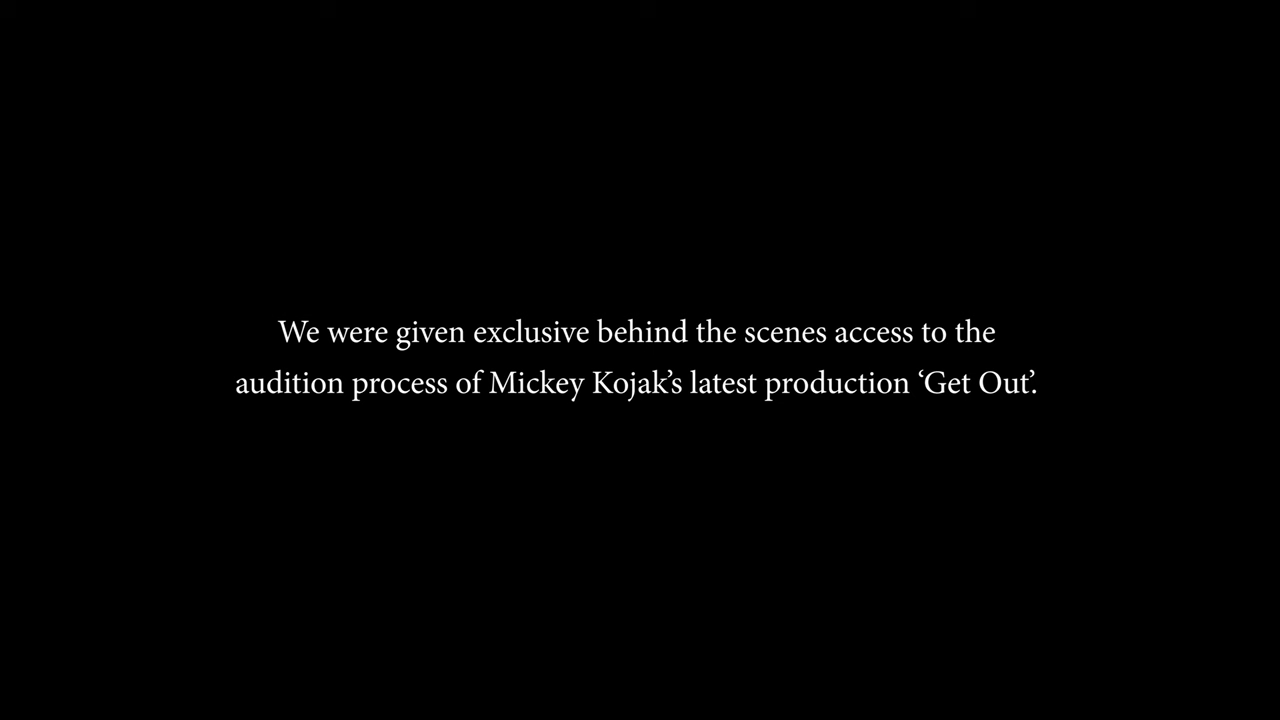 We were given exclusive behind the scenes access to the
audition process of Mickey Kojak’s latest production ‘Get Out’.